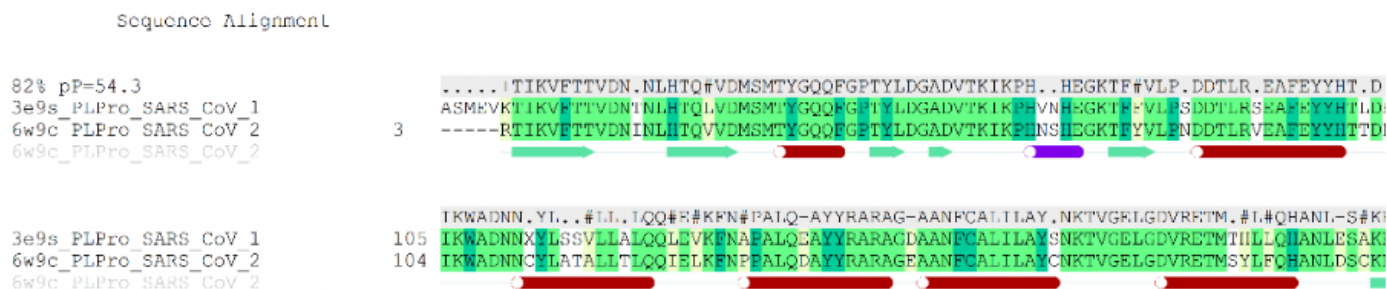 Sequence Alignment
82% pP=54.3 .....+TIKVFTTVDN.NLHTQ#VDMSMTYGQQFGPTYLDGADVTKIKPH..HEGKTF#VLP.DDTLR.EAFEYYHT.D
3e9s_PLPro_SARS_CoV_1 ASMEVKTIKVFTTVDNTNLHTQLVDMSMTYGQQFGPTYLDGADVTKIKPHVNHEGKTFFVLPSDDTLRSEAFEYYHTLD
6w9c_PLPro_SARS_CoV_2 3 -----RTIKVFTTVDNINLHTQVVDMSMTYGQQFGPTYLDGADVTKIKPHNSHEGKTFYVLPNDDTLRVEAFEYYHTTD
6w9c_PLPro_SARS_CoV_2
IKWADNN.YL..#LL.LQQ#E#KFN#PALQ-AYYRARAG-AANFCALILAY.NKTVGELGDVRETM.#L#QHANL-S#K
3e9s_PLPro_SARS_CoV_1 105 IKWADNNXYLSSVLLALQQLEVKFNAPALQEAYYRARAGDAANFCALILAYSNKTVGELGDVRETMTHLLQHANLESAK
6w9c_PLPro_SARS_CoV_2 104 IKWADNNCYLATALLTLQQIELKFNPPALQDAYYRARAGEAANFCALILAYCNKTVGELGDVRETMSYLFQHANLDSCK
6w9c_PLPro_SARS_CoV_2